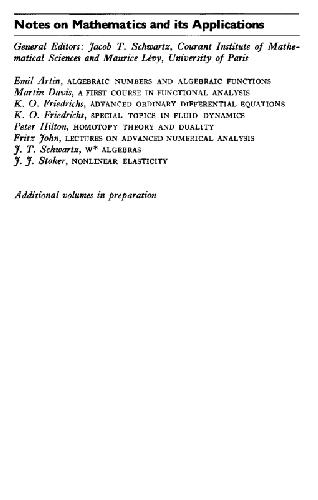 Notes on Mathematics and its Applications
General Editors: Jacob T. Schwartz, Courant Institute of Mathe-
matical Sciences and Maurice Lévy, University of Paris
Emil Artin, ALGEBRAIC NUMBERS AND ALGEBRAIC FUNCTIONS
Martin Davis, A FIRST COURSE IN FUNCTIONAL ANALYSIS
K. O. Friedrichs, ADVANCED ORDINARY DIFFERENTIAL EQUATIONS
K. O. Friedrichs, SPECIAL TOPICS IN FLUID DYNAMICS
Peter Hilton, HOMOTOPY THEORY AND DUALITY
Fritz John, LECTURES ON ADVANCED NUMERICAL ANALYSIS
J. T. Schwartz, W* ALGEBRAS
J. J. Stoker, NONLINEAR ELASTICITY
Additional volumes in preparation